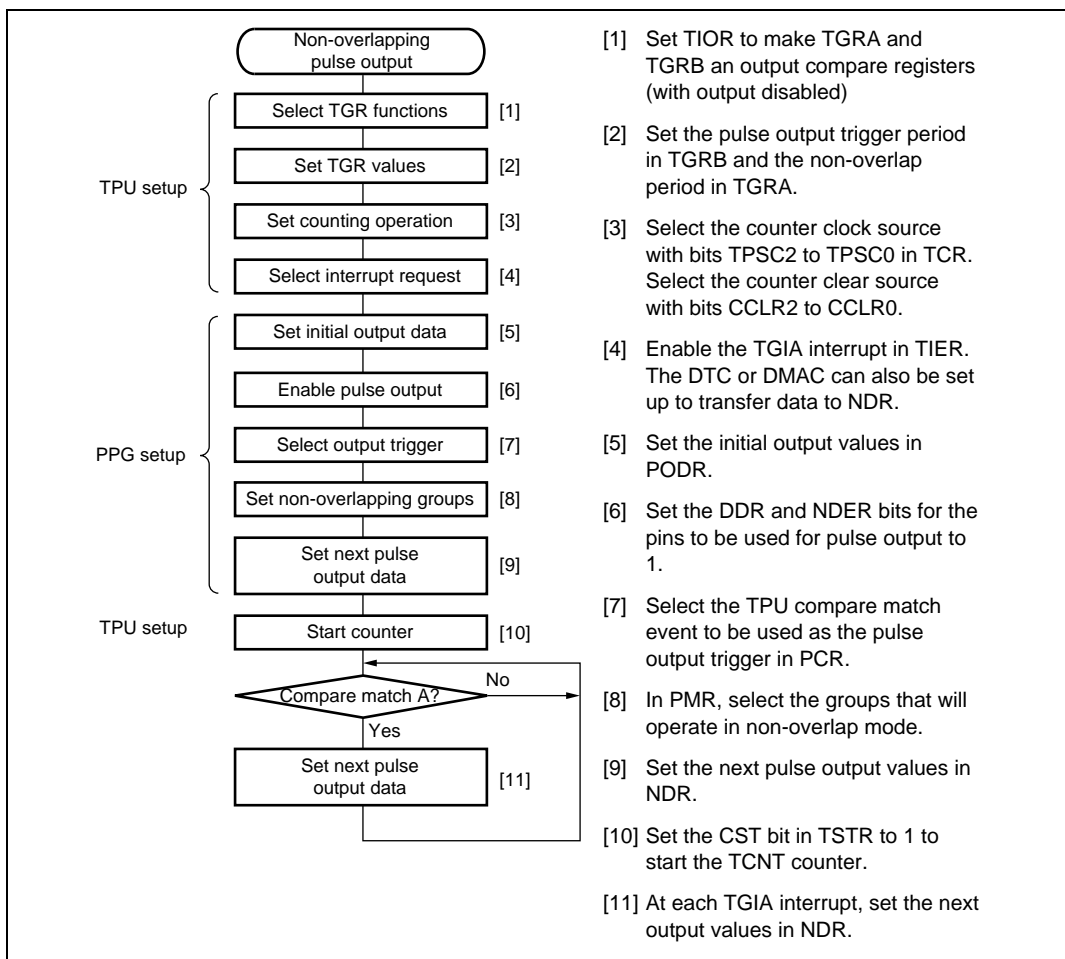 Non-overlapping
pulse output
Select TGR functions [1]
Set TGR values [2]
TPU setup
Set counting operation [3]
Select interrupt request [4]
Set initial output data [5]
Enable pulse output [6]
PPG setup
Select output trigger [7]
Set non-overlapping groups [8]
Set next pulse
output data
[9]
TPU setup
Start counter [10]
Compare match A?
No
Yes
Set next pulse
output data
[11]
[1] Set TIOR to make TGRA and
TGRB an output compare registers
(with output disabled)
[2] Set the pulse output trigger period
in TGRB and the non-overlap
period in TGRA.
[3] Select the counter clock source
with bits TPSC2 to TPSC0 in TCR.
Select the counter clear source
with bits CCLR2 to CCLR0.
[4] Enable the TGIA interrupt in TIER.
The DTC or DMAC can also be set
up to transfer data to NDR.
[5] Set the initial output values in
PODR.
[6] Set the DDR and NDER bits for the
pins to be used for pulse output to
1.
[7] Select the TPU compare match
event to be used as the pulse
output trigger in PCR.
[8] In PMR, select the groups that will
operate in non-overlap mode.
[9] Set the next pulse output values in
NDR.
[10] Set the CST bit in TSTR to 1 to
start the TCNT counter.
[11] At each TGIA interrupt, set the next
output values in NDR.